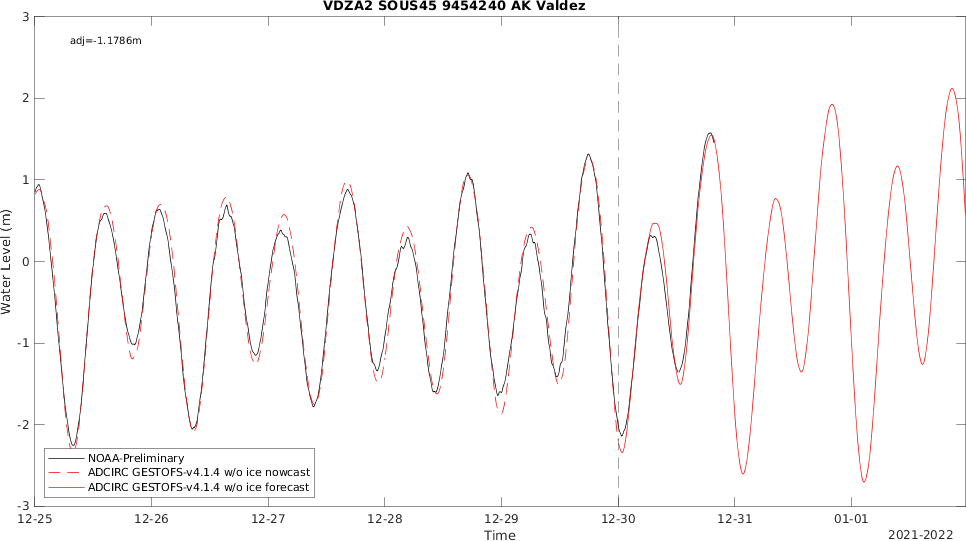 VDZA2 SOUS45 9454240 AK Valdez
adj=-1.1786m
3
2
1
0
-1
-2
-3
Water Level (m)
NOAA-Preliminary
ADCIRC GESTOFS-v4.1.4 w/o ice nowcast
ADCIRC GESTOFS-v4.1.4 w/o ice forecast
12-25 12-26 12-27 12-28 12-29 12-30 12-31 01-01
Time
2021-2022